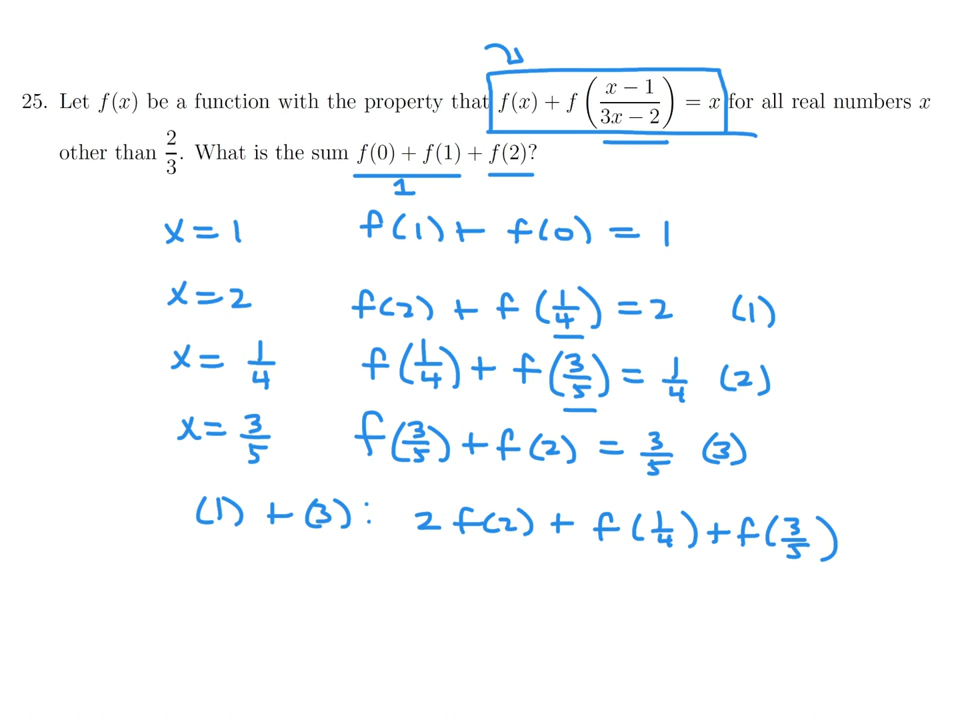 25. Let f(x) be a function with the property that f(x) + f((x − 1)/(3x − 2)) = x for all real numbers x
other than 2/3. What is the sum f(0) + f(1) + f(2)?
1
x = 1 f(1) + f(0) = 1
x = 2 f(2) + f(1/4) = 2 (1)
x = 1/4 f(1/4) + f(3/5) = 1/4 (2)
x = 3/5 f(3/5) + f(2) = 3/5 (3)
(1) + (3): 2 f(2) + f(1/4) + f(3/5)